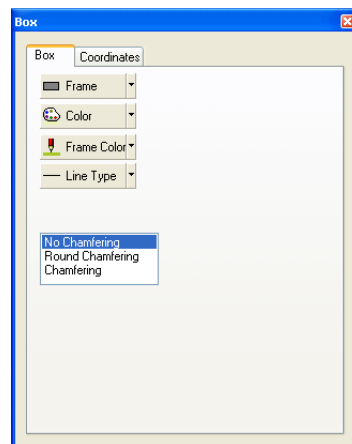 Box
Box Coordinates
Frame
Color
Frame Color
Line Type
No Chamfering
Round Chamfering
Chamfering